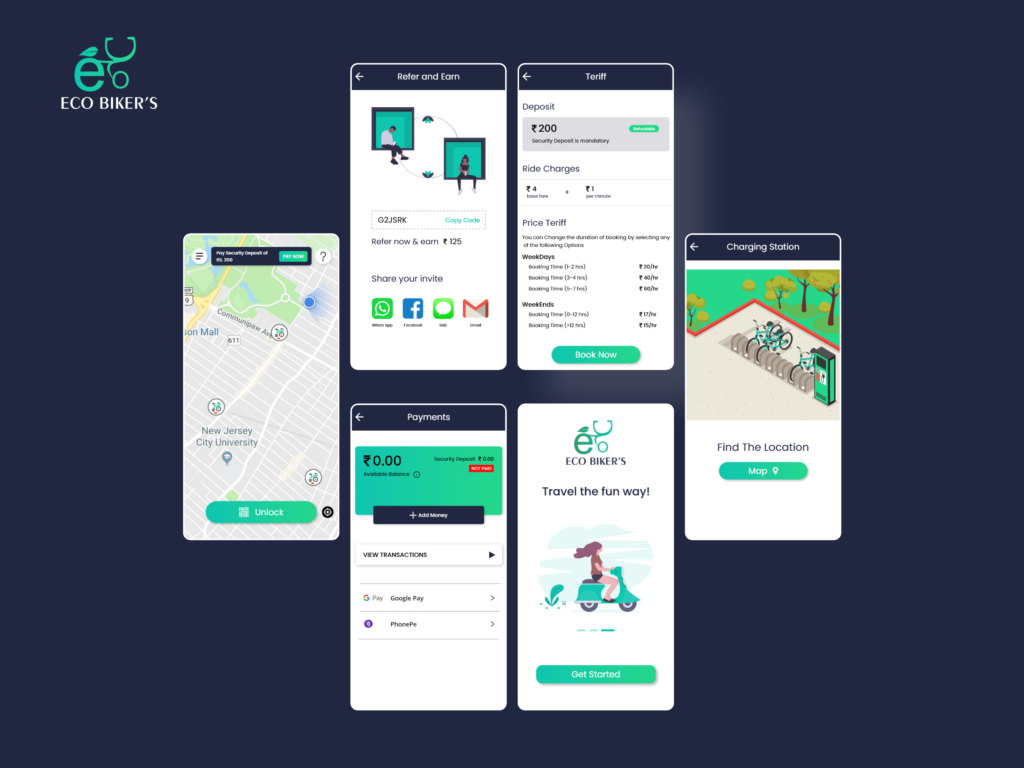 ECO BIKER'S
Refer and Earn
G2JSRK Copy Code
Refer now & earn ₹ 125
Share your invite
Whats App Facebook SMS Gmail
Teriff
Deposit
₹ 200 Refundable
Security Deposit is mandatory
Ride Charges
₹ 4 + ₹ 1
base fare per minute
Price Teriff
You can Change the duration of booking by selecting any
of the following Options
WeekDays
Booking Time (1-2 hrs) ₹ 20/hr
Booking Time (3-4 hrs) ₹ 40/hr
Booking Time (5-7 hrs) ₹ 60/hr
WeekEnds
Booking Time (0-12 hrs) ₹ 17/hr
Booking Time (>12 hrs) ₹ 15/hr
Book Now
Pay Security Deposit of
RS. 200
PAY NOW
?
9
son Mall
Communipaw Av
611
New Jersey
City University
Unlock
Charging Station
Find The Location
Map
Payments
₹ 0.00
Available Balance
Security Deposit ₹ 0.00
NOT PAID
+ Add Money
VIEW TRANSACTIONS
G Pay Google Pay
PhonePe
ECO BIKER'S
Travel the fun way!
Get Started